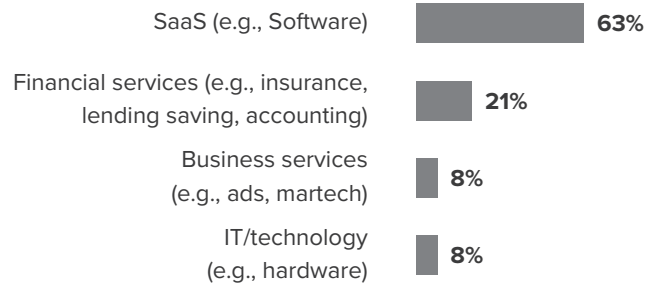 SaaS (e.g., Software)
63%
Financial services (e.g., insurance,
lending saving, accounting)
21%
Business services
(e.g., ads, martech)
8%
IT/technology
(e.g., hardware)
8%